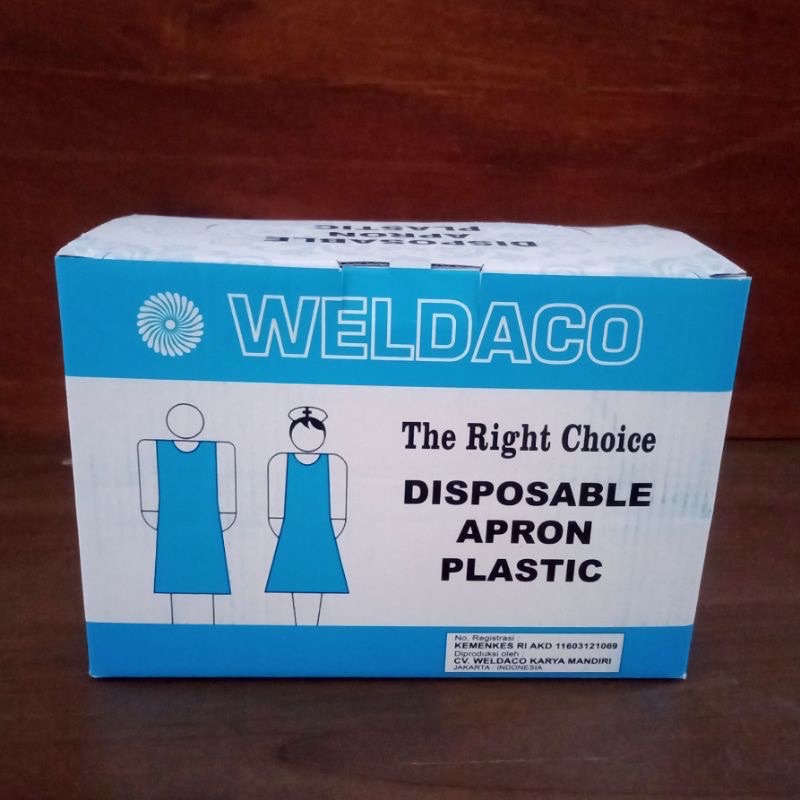 DISPOSABLE
APRON
PLASTIC
WELDACO
The Right Choice
DISPOSABLE
APRON
PLASTIC
No. Registrasi :
KEMENKES RI AKD 11603121069
Diproduksi oleh :
CV. WELDACO KARYA MANDIRI
JAKARTA - INDONESIA